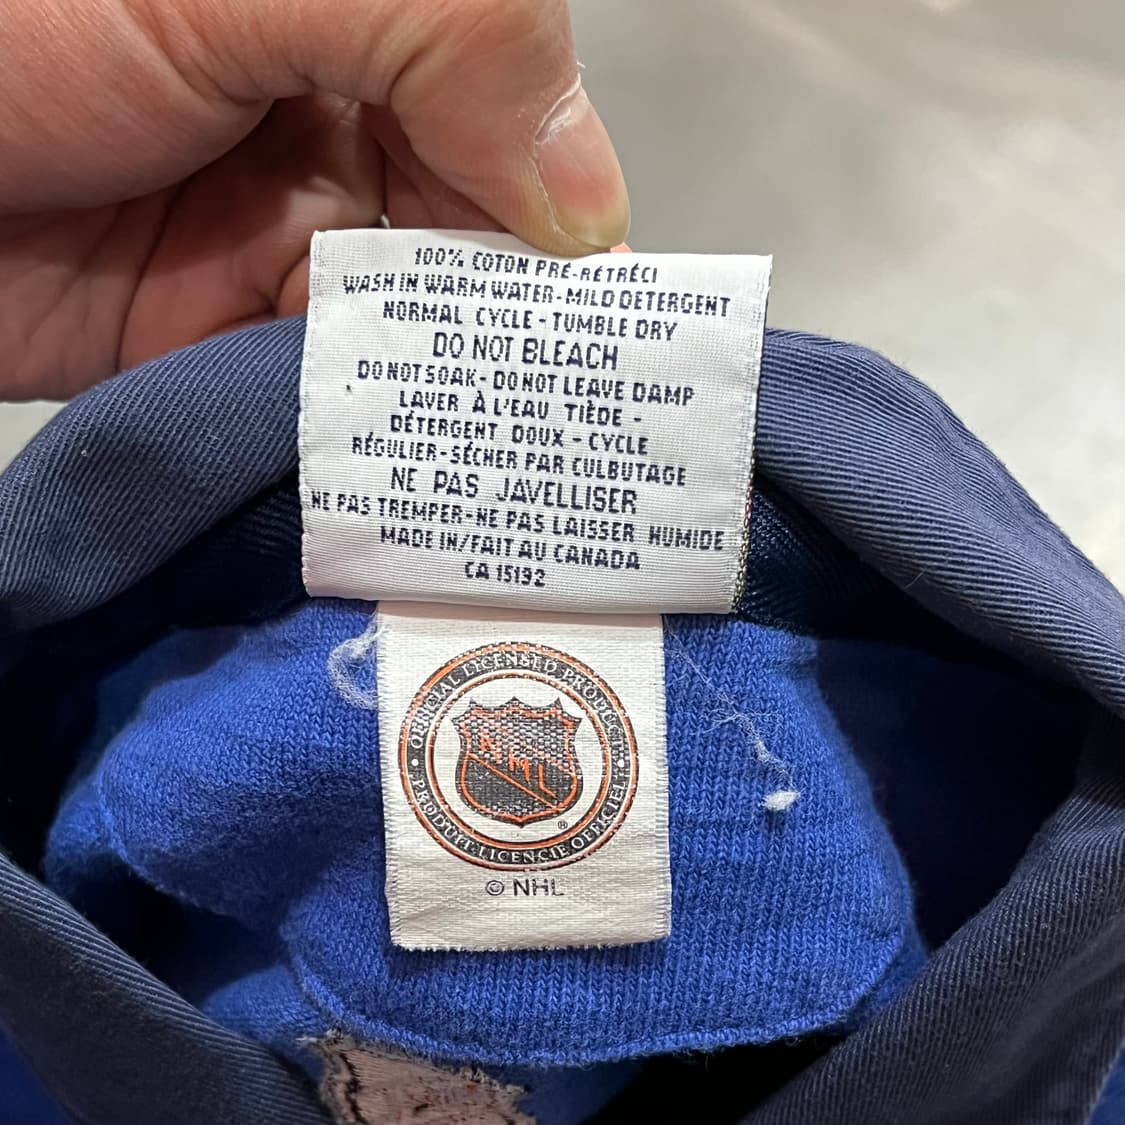 100% COTON PRÉ-RÉTRÉCI
WASH IN WARM WATER-MILD DETERGENT
NORMAL CYCLE - TUMBLE DRY
DO NOT BLEACH
DO NOT SOAK - DO NOT LEAVE DAMP
LAVER À L'EAU TIÈDE -
DÉTERGENT DOUX - CYCLE
RÉGULIER-SÉCHER PAR CULBUTAGE
NE PAS JAVELLISER
NE PAS TREMPER-NE PAS LAISSER HUMIDE
MADE IN/FAIT AU CANADA
CA 15192
• OFFICIAL LICENSED PRODUCT •
NHL
®
PRODUIT LICENCIE OFFICIEL
© NHL